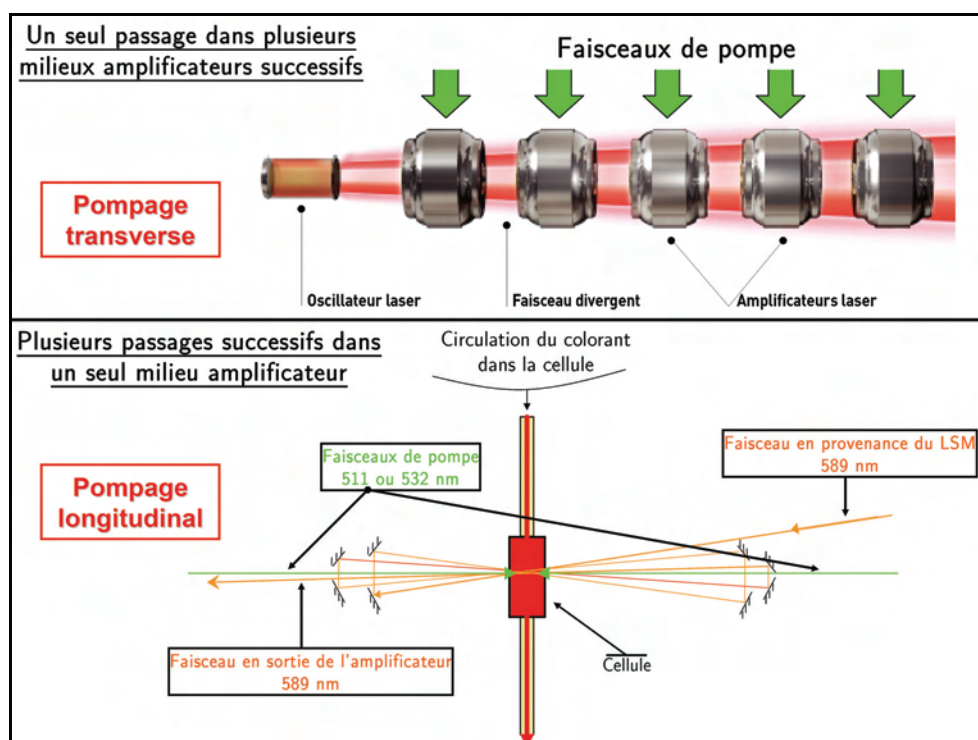 Un seul passage dans plusieurs
milieux amplificateurs successifs
Faisceaux de pompe
Pompage
transverse
Oscillateur laser
Faisceau divergent
Amplificateurs laser
Plusieurs passages successifs dans
un seul milieu amplificateur
Circulation du colorant
dans la cellule
Faisceaux de pompe
511 ou 532 nm
Faisceau en provenance du LSM
589 nm
Pompage
longitudinal
Faisceau en sortie de l'amplificateur
589 nm
Cellule